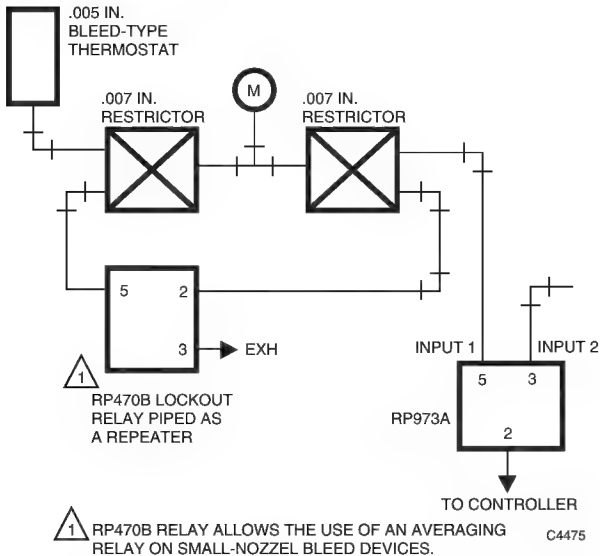 .005 IN.
BLEED-TYPE
THERMOSTAT
.007 IN.
RESTRICTOR
M
.007 IN.
RESTRICTOR
5
2
3
EXH
1
RP470B LOCKOUT
RELAY PIPED AS
A REPEATER
INPUT 1
INPUT 2
5
3
RP973A
2
TO CONTROLLER
1
RP470B RELAY ALLOWS THE USE OF AN AVERAGING
RELAY ON SMALL-NOZZEL BLEED DEVICES.
C4475